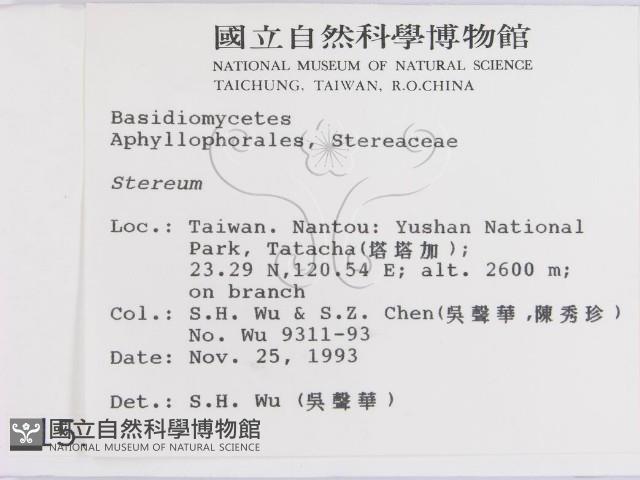 國立自然科學博物館
NATIONAL MUSEUM OF NATURAL SCIENCE
TAICHUNG, TAIWAN, R.O.CHINA
Basidiomycetes
Aphyllophorales, Stereaceae
Stereum
Loc.: Taiwan. Nantou: Yushan National
Park, Tatacha(塔塔加);
23.29 N,120.54 E; alt. 2600 m;
on branch
Col.: S.H. Wu & S.Z. Chen(吳聲華,陳秀珍)
No. Wu 9311-93
Date: Nov. 25, 1993
Det.: S.H. Wu (吳聲華)
國立自然科學博物館
NATIONAL MUSEUM OF NATURAL SCIENCE